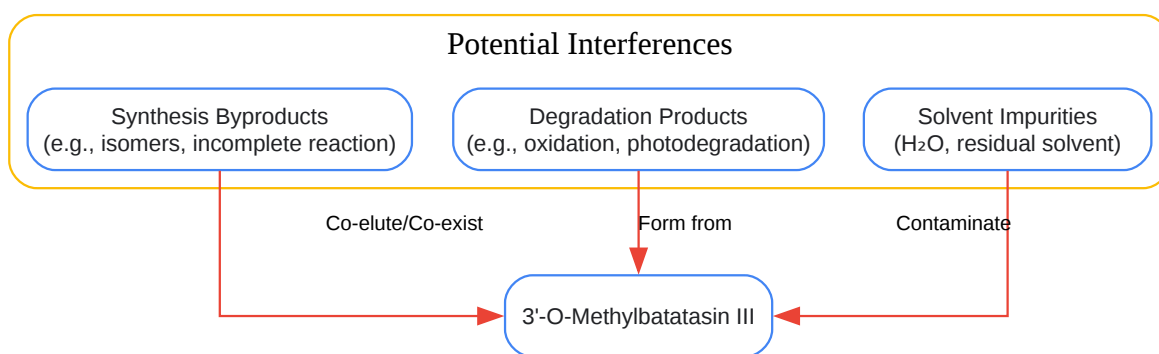 Potential Interferences
Synthesis Byproducts
(e.g., isomers, incomplete reaction)
Degradation Products
(e.g., oxidation, photodegradation)
Solvent Impurities
(H₂O, residual solvent)
Co-elute/Co-exist
Form from
Contaminate
3'-O-Methylbatatasin III